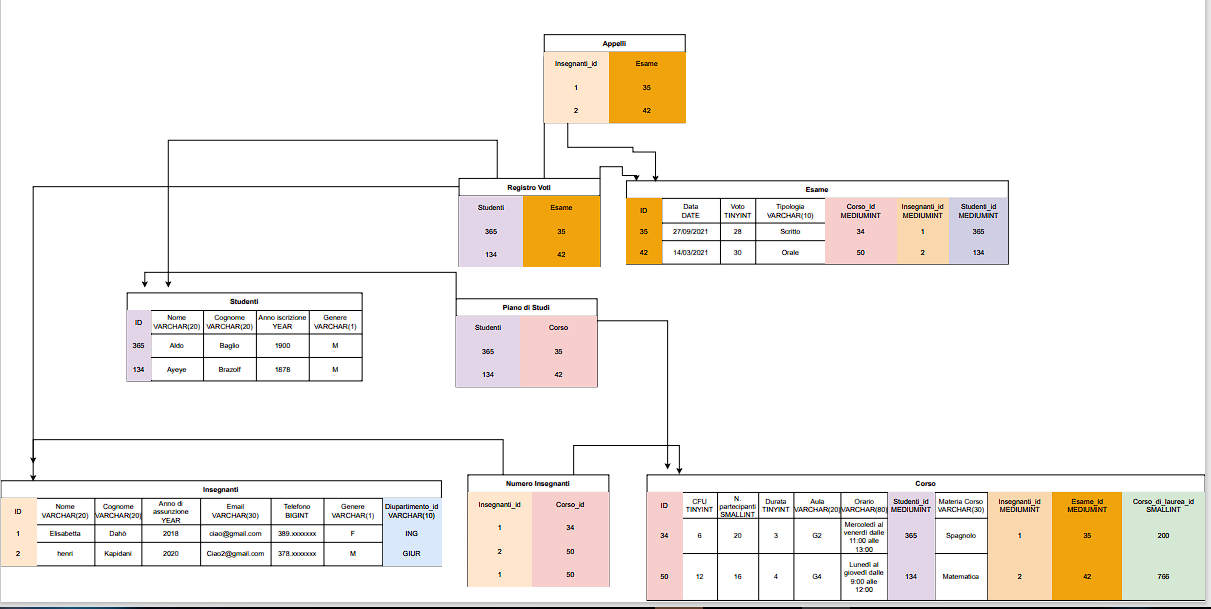 Appelli
Insegnanti_id Esame
1 35
2 42
Registro Voti
Studenti Esame
365 35
134 42
Esame
ID Data DATE Voto TINYINT Tipologia VARCHAR(10) Corso_Id MEDIUMINT Insegnanti_id MEDIUMINT Studenti_id MEDIUMINT
35 27/09/2021 28 Scritto 34 1 365
42 14/03/2021 30 Orale 50 2 134
Studenti
ID Nome VARCHAR(20) Cognome VARCHAR(20) Anno iscrizione YEAR Genere VARCHAR(1)
365 Aldo Baglio 1900 M
134 Ayeye Brazolf 1878 M
Piano di Studi
Studenti Corso
365 35
134 42
Insegnanti
ID Nome VARCHAR(20) Cognome VARCHAR(20) Anno di assunzione YEAR Email VARCHAR(30) Telefono BIGINT Genere VARCHAR(1) Diupartimento_id VARCHAR(10)
1 Elisabetta Dahò 2018 ciao@gmail.com 389.xxxxxxx F ING
2 henri Kapidani 2020 Ciao2@gmail.com 378.xxxxxxx M GIUR
Numero Insegnanti
Insegnanti_id Corso_id
1 34
2 50
1 50
Corso
ID CFU TINYINT N. partecipanti SMALLINT Durata TINYINT Aula VARCHAR(20) Orario VARCHAR(80) Studenti_id MEDIUMINT Materia Corso VARCHAR(30) Insegnanti_id MEDIUMINT Esame_Id MEDIUMINT Corso_di_laurea_id SMALLINT
34 6 20 3 G2 Mercoledì al venerdì dalle 11:00 alle 13:00 365 Spagnolo 1 35 200
50 12 16 4 G4 Lunedì al giovedì dalle 9:00 alle 12:00 134 Matematica 2 42 766